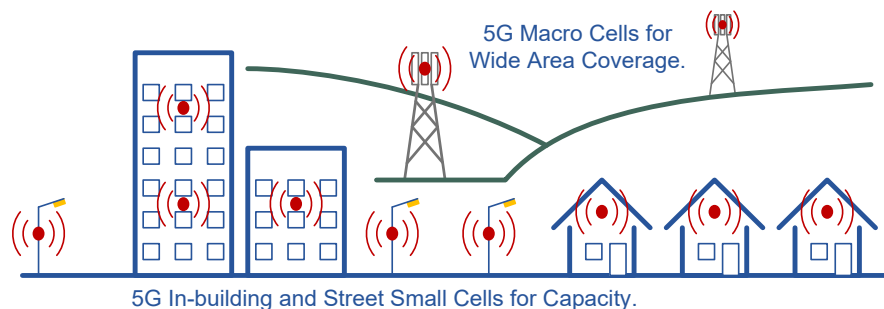 5G Macro Cells for
Wide Area Coverage.
5G In-building and Street Small Cells for Capacity.